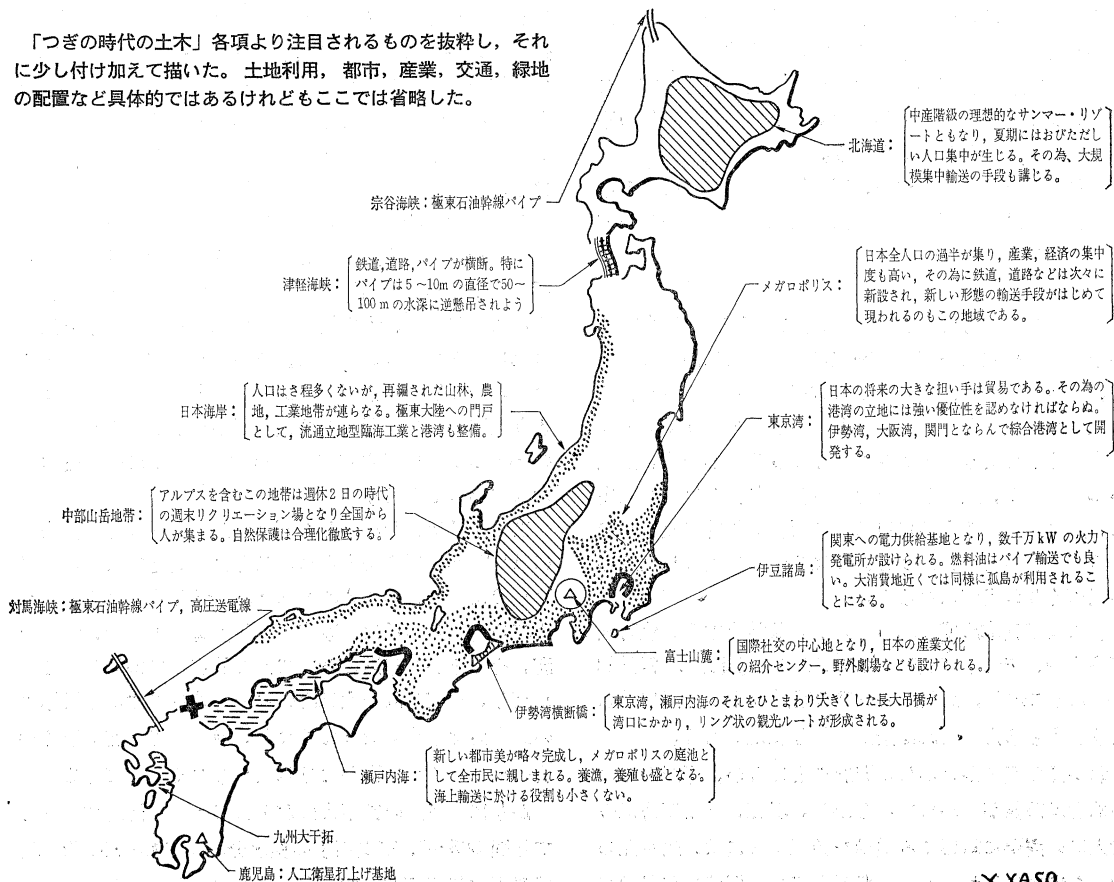 「つぎの時代の土木」各項より注目されるものを抜粋し，それ
に少し付け加えて描いた。土地利用，都市，産業，交通，緑地
の配置など具体的ではあるけれどもここでは省略した。
北海道：
中産階級の理想的なサンマー・リゾ
ートともなり，夏期にはおびただし
い人口集中が生じる。その為、大規
模集中輸送の手段も講じる。
宗谷海峡：極東石油幹線パイプ
津軽海峡：
鉄道,道路,パイプが横断。特に
パイプは5～10mの直径で50～
100mの水深に逆懸吊されよう
メガロポリス：
日本全人口の過半が集り，産業，経済の集中
度も高い，その為に鉄道，道路などは次々に
新設され，新しい形態の輸送手段がはじめて
現われるのもこの地域である。
日本海岸：
人口はさ程多くないが，再編された山林，農
地，工業地帯が連らなる。極東大陸への門戸
として，流通立地型臨海工業と港湾も整備。
東京湾：
日本の将来の大きな担い手は貿易である。その為の
港湾の立地には強い優位性を認めなければならぬ。
伊勢湾，大阪湾，関門とならんで綜合港湾として開
発する。
中部山岳地帯：
アルプスを含むこの地帯は週休2日の時代
の週末リクリエーション場となり全国から
人が集まる。自然保護は合理化徹底する。
伊豆諸島：
関東への電力供給基地となり，数千万kWの火力
発電所が設けられる。燃料油はパイプ輸送でも良
い。大消費地近くでは同様に孤島が利用されるこ
とになる。
対馬海峡：極東石油幹線パイプ，高圧送電線
富士山麓：
国際社交の中心地となり，日本の産業文化
の紹介センター，野外劇場なども設けられる。
伊勢湾横断橋：
東京湾，瀬戸内海のそれをひとまわり大きくした長大吊橋が
湾口にかかり，リング状の観光ルートが形成される。
瀬戸内海：
新しい都市美が略々完成し，メガロポリスの庭池と
して全市民に親しまれる。養漁，養殖も盛となる。
海上輸送に於ける役割も小さくない。
九州大干拓
鹿児島：人工衛星打上げ基地